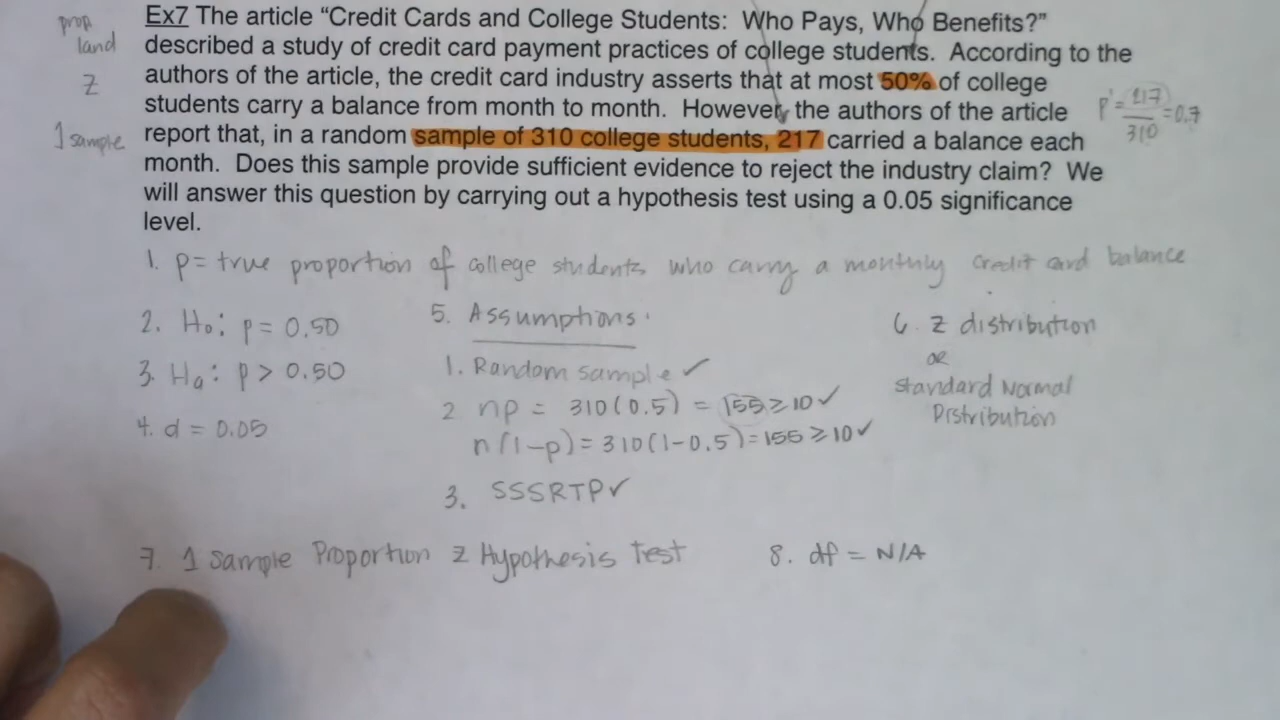 prop
land
Z
1 sample
Ex7 The article “Credit Cards and College Students: Who Pays, Who Benefits?”
described a study of credit card payment practices of college students. According to the
authors of the article, the credit card industry asserts that at most 50% of college
students carry a balance from month to month. However, the authors of the article
report that, in a random sample of 310 college students, 217 carried a balance each
month. Does this sample provide sufficient evidence to reject the industry claim? We
will answer this question by carrying out a hypothesis test using a 0.05 significance
level.
p' = 217/310 = 0.7
1. p = true proportion of college students who carry a monthly credit card balance
2. H₀: p = 0.50
3. Hₐ: p > 0.50
4. α = 0.05
5. Assumptions.
1. Random sample ✓
2 np = 310(0.5) = 155 ≥ 10 ✓
n(1-p) = 310(1-0.5) = 155 ≥ 10 ✓
3. SSSRTP ✓
6. Z distribution
OR
Standard Normal
Distribution
7. 1 Sample Proportion Z Hypothesis Test
8. df = N/A